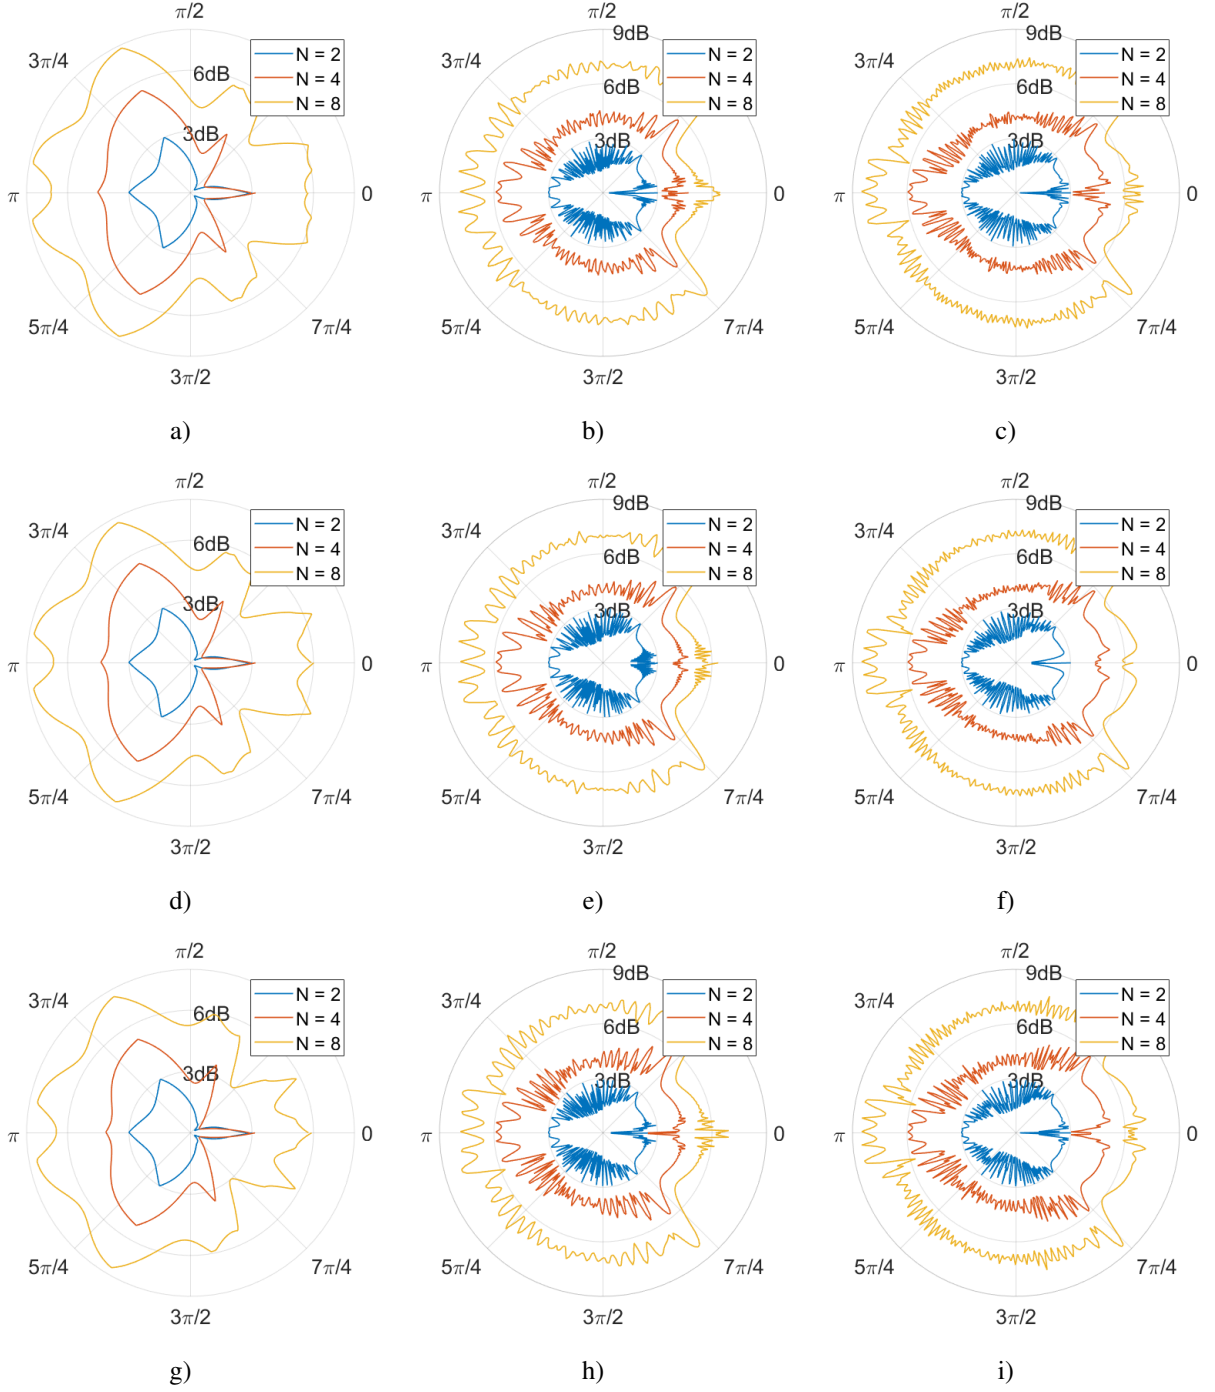 π/2 π/2 π/2
9dB 9dB
3π/4 N = 2 3π/4 N = 2 3π/4 N = 2
6dB N = 4 6dB N = 4 6dB N = 4
N = 8 N = 8 N = 8
3dB 3dB 3dB
π 0 π 0 π 0
5π/4 7π/4 5π/4 7π/4 5π/4 7π/4
3π/2 3π/2 3π/2
a) b) c)
π/2 π/2 π/2
9dB 9dB
3π/4 N = 2 3π/4 N = 2 3π/4 N = 2
6dB N = 4 6dB N = 4 6dB N = 4
N = 8 N = 8 N = 8
3dB 3dB 3dB
π 0 π 0 π 0
5π/4 7π/4 5π/4 7π/4 5π/4 7π/4
3π/2 3π/2 3π/2
d) e) f)
π/2 π/2 π/2
9dB 9dB
3π/4 N = 2 3π/4 N = 2 3π/4 N = 2
6dB N = 4 6dB N = 4 6dB N = 4
N = 8 N = 8 N = 8
3dB 3dB 3dB
π 0 π 0 π 0
5π/4 7π/4 5π/4 7π/4 5π/4 7π/4
3π/2 3π/2 3π/2
g) h) i)